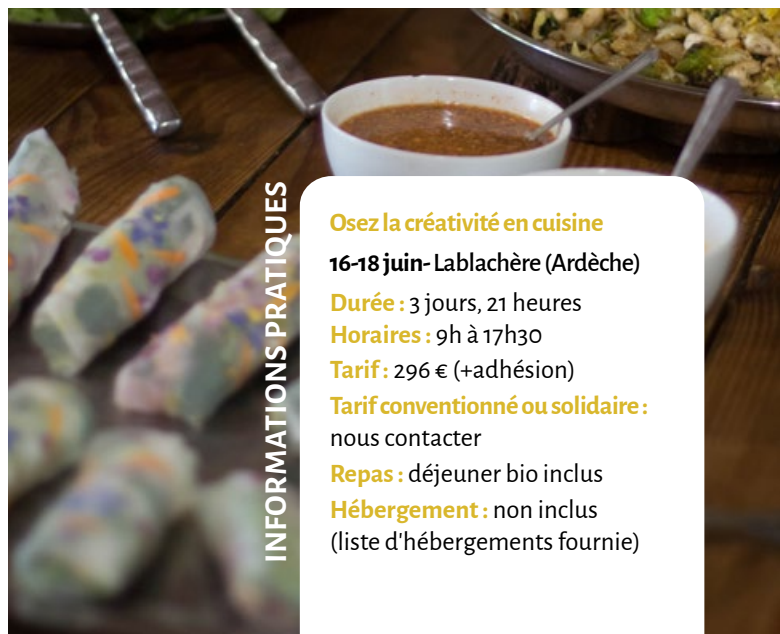 INFORMATIONS PRATIQUES
Osez la créativité en cuisine
16-18 juin- Lablachère (Ardèche)
Durée : 3 jours, 21 heures
Horaires : 9h à 17h30
Tarif : 296 € (+adhésion)
Tarif conventionné ou solidaire :
nous contacter
Repas : déjeuner bio inclus
Hébergement : non inclus
(liste d'hébergements fournie)